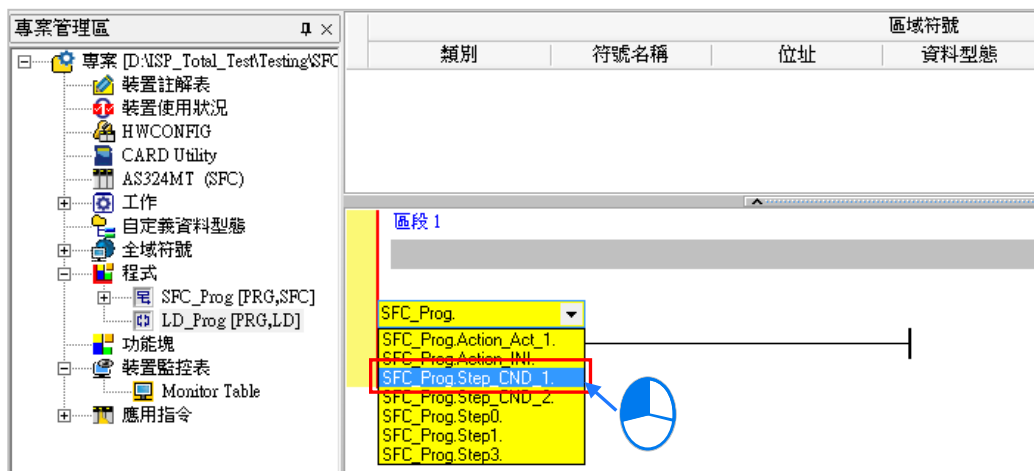 專案管理區
專案 [D:\ISP_Total_Test\Testing\SFC
裝置註解表
裝置使用狀況
HWCONFIG
CARD Utility
AS324MT (SFC)
工作
自定義資料型態
全域符號
程式
SFC_Prog [PRG,SFC]
LD_Prog [PRG,LD]
功能塊
裝置監控表
Monitor Table
應用指令
區域符號
類別 符號名稱 位址 資料型態
區段 1
SFC_Prog.
SFC_Prog.Action_Act_1.
SFC_Prog.Action_INI.
SFC_Prog.Step_CND_1.
SFC_Prog.Step_CND_2.
SFC_Prog.Step0.
SFC_Prog.Step1.
SFC_Prog.Step3.